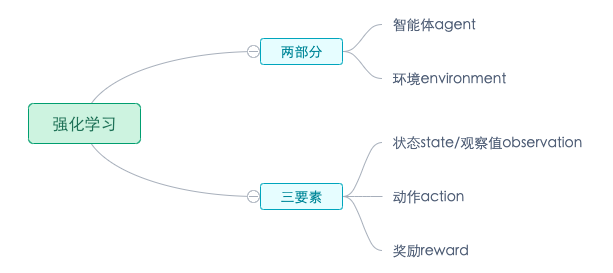 强化学习
两部分
智能体agent
环境environment
三要素
状态state/观察值observation
动作action
奖励reward